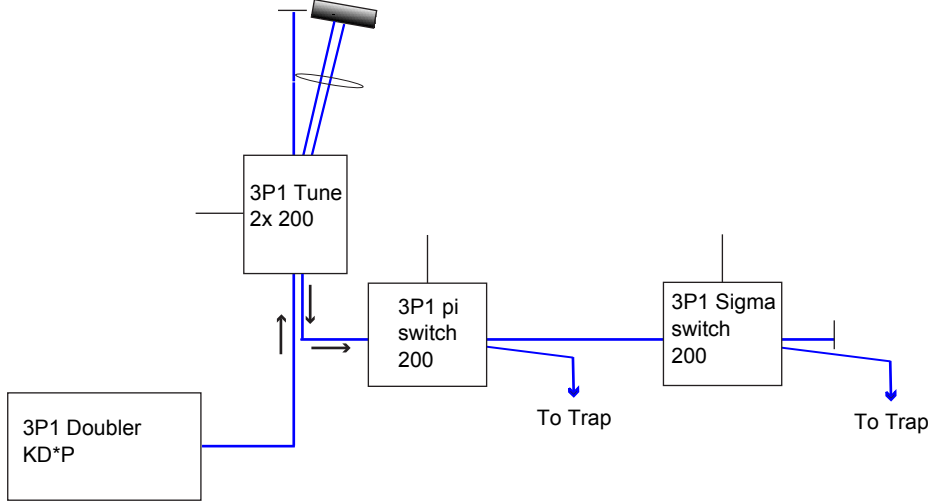 3P1 Tune
2x 200
3P1 pi
switch
200
3P1 Sigma
switch
200
To Trap
To Trap
3P1 Doubler
KD*P